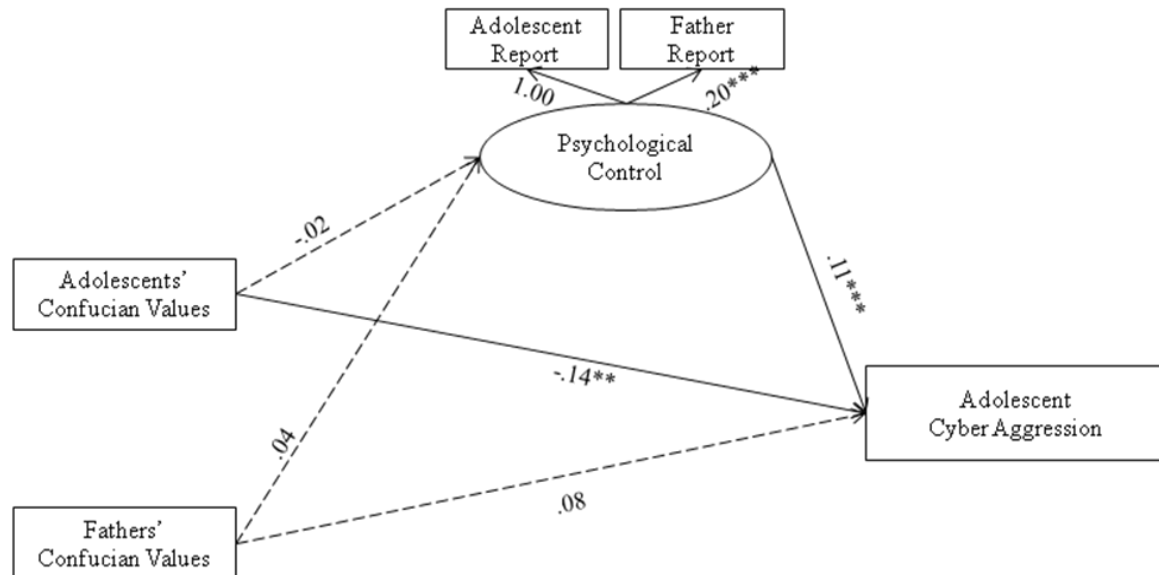 Adolescent
Report
Father
Report
1.00
.20***
Psychological
Control
-.02
Adolescents’
Confucian Values
.11***
-.14**
Adolescent
Cyber Aggression
.04
.08
Fathers’
Confucian Values